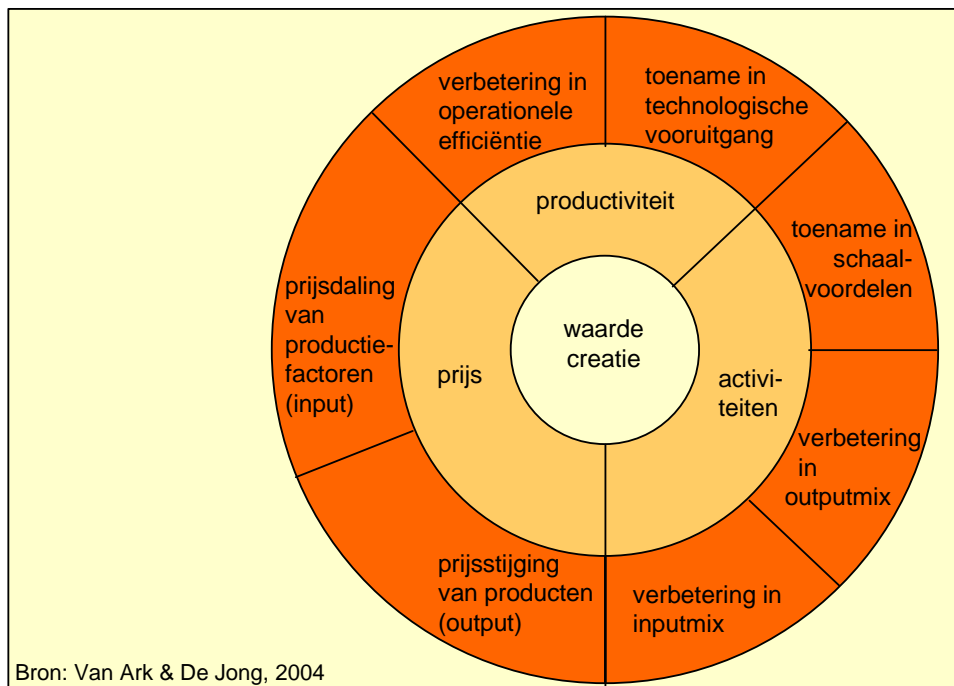 verbetering in
operationele
efficiëntie
toename in
technologische
vooruitgang
productiviteit
toename in
schaal-
voordelen
prijsdaling
van
productie-
factoren
(input)
waarde
creatie
prijs
activi-
teiten
verbetering
in
outputmix
prijsstijging
van producten
(output)
verbetering in
inputmix
Bron: Van Ark & De Jong, 2004